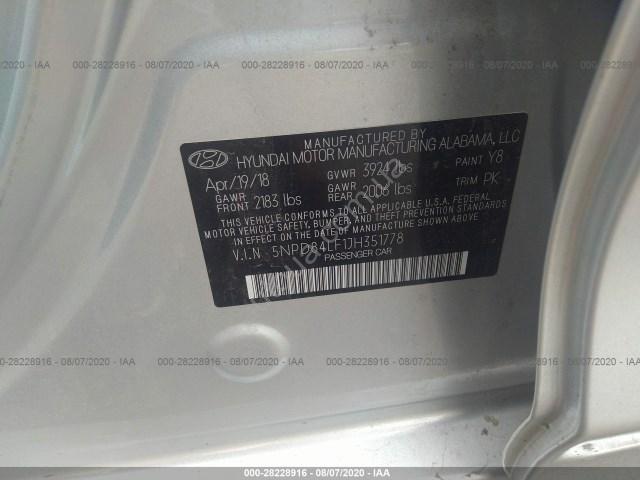 000-28228916 - 08/07/2020 - IAA
MANUFACTURED BY
HYUNDAI MOTOR MANUFACTURING ALABAMA, LLC
Apr/19/18 GVWR 3924 lbs PAINT Y8
GAWR FRONT 2183 lbs GAWR REAR 2006 lbs TRIM PK
THIS VEHICLE CONFORMS TO ALL APPLICABLE U.S.A. FEDERAL
MOTOR VEHICLE SAFETY, BUMPER, AND THEFT PREVENTION STANDARDS
IN EFFECT ON THE DATE OF MANUFACTURE SHOWN ABOVE.
V.I.N. 5NPD84LF1JH351778
PASSENGER CAR
000-28228916 - 08/07/2020 - IAA
000-28228916 - 08/07/2020 - IAA